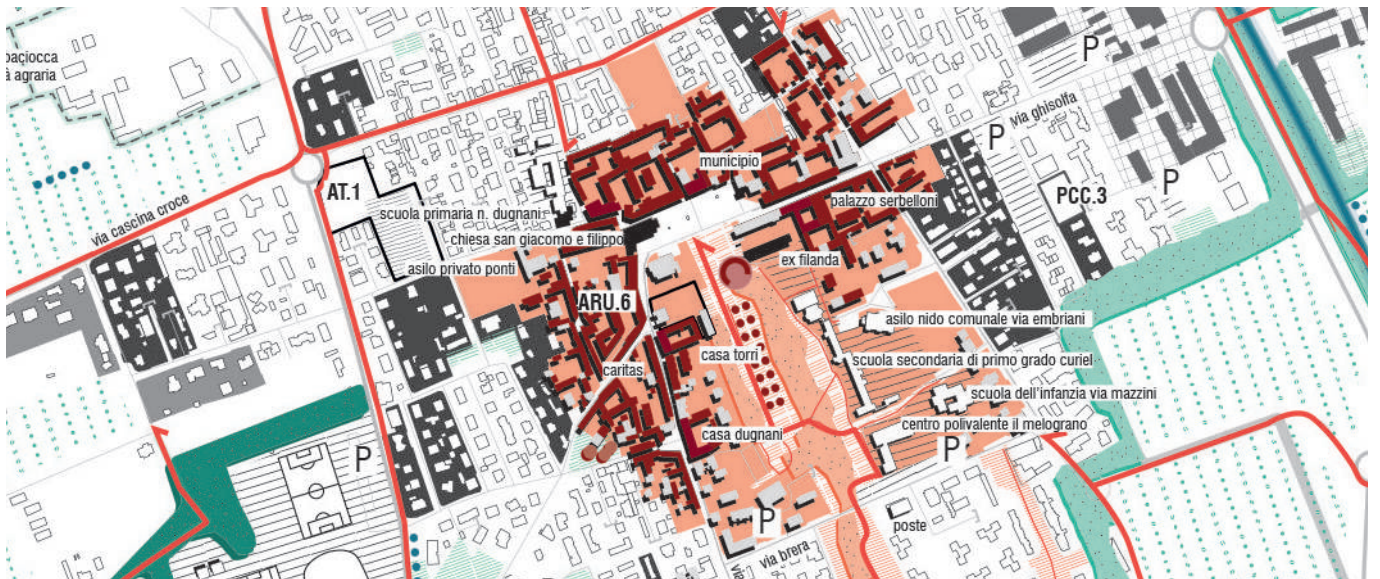 baciocca
à agraria
P
via ghisolfa
P
municipio
P
AT.1
PCC.3
via cascina croce
scuola primaria n. dugnani
palazzo serbelloni
chiesa san giacomo e filippo
ex filanda
asilo privato ponti
ARU.6
asilo nido comunale via embriani
casa torri
scuola secondaria di primo grado curiel
caritas
scuola dell'infanzia via mazzini
centro polivalente il melograno
casa dugnani
P
P
P
poste
via brera